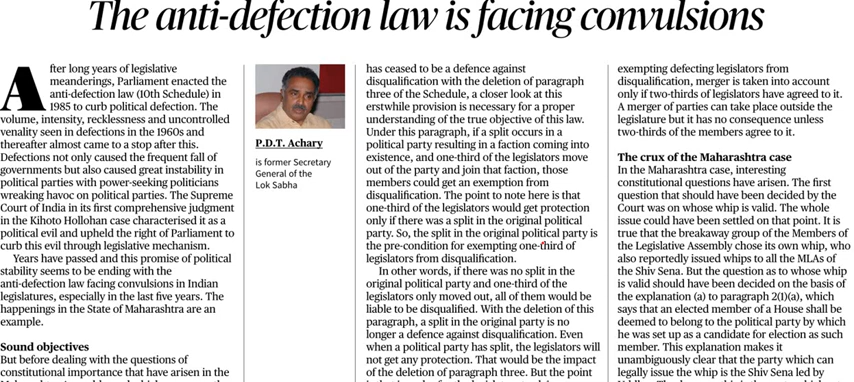 The anti-defection law is facing convulsions
After long years of legislative
meanderings, Parliament enacted the
anti-defection law (10th Schedule) in
1985 to curb political defection. The
volume, intensity, recklessness and uncontrolled
venality seen in defections in the 1960s and
thereafter almost came to a stop after this.
Defections not only caused the frequent fall of
governments but also caused great instability in
political parties with power-seeking politicians
wreaking havoc on political parties. The Supreme
Court of India in its first comprehensive judgment
in the Kihoto Hollohan case characterised it as a
political evil and upheld the right of Parliament to
curb this evil through legislative mechanism.
Years have passed and this promise of political
stability seems to be ending with the
anti-defection law facing convulsions in Indian
legislatures, especially in the last five years. The
happenings in the State of Maharashtra are an
example.
Sound objectives
But before dealing with the questions of
constitutional importance that have arisen in the
P.D.T. Achary
is former Secretary
General of the
Lok Sabha
has ceased to be a defence against
disqualification with the deletion of paragraph
three of the Schedule, a closer look at this
erstwhile provision is necessary for a proper
understanding of the true objective of this law.
Under this paragraph, if a split occurs in a
political party resulting in a faction coming into
existence, and one-third of the legislators move
out of the party and join that faction, those
members could get an exemption from
disqualification. The point to note here is that
one-third of the legislators would get protection
only if there was a split in the original political
party. So, the split in the original political party is
the pre-condition for exempting one-third of
legislators from disqualification.
In other words, if there was no split in the
original political party and one-third of the
legislators only moved out, all of them would be
liable to be disqualified. With the deletion of this
paragraph, a split in the original party is no
longer a defence against disqualification. Even
when a political party has split, the legislators will
not get any protection. That would be the impact
of the deletion of paragraph three. But the point
exempting defecting legislators from
disqualification, merger is taken into account
only if two-thirds of legislators have agreed to it.
A merger of parties can take place outside the
legislature but it has no consequence unless
two-thirds of the members agree to it.
The crux of the Maharashtra case
In the Maharashtra case, interesting
constitutional questions have arisen. The first
question that should have been decided by the
Court was on whose whip is valid. The whole
issue could have been settled on that point. It is
true that the breakaway group of the Members of
the Legislative Assembly chose its own whip, who
also reportedly issued whips to all the MLAs of
the Shiv Sena. But the question as to whose whip
is valid should have been decided on the basis of
the explanation (a) to paragraph 2(1)(a), which
says that an elected member of a House shall be
deemed to belong to the political party by which
he was set up as a candidate for election as such
member. This explanation makes it
unambiguously clear that the party which can
legally issue the whip is the Shiv Sena led by